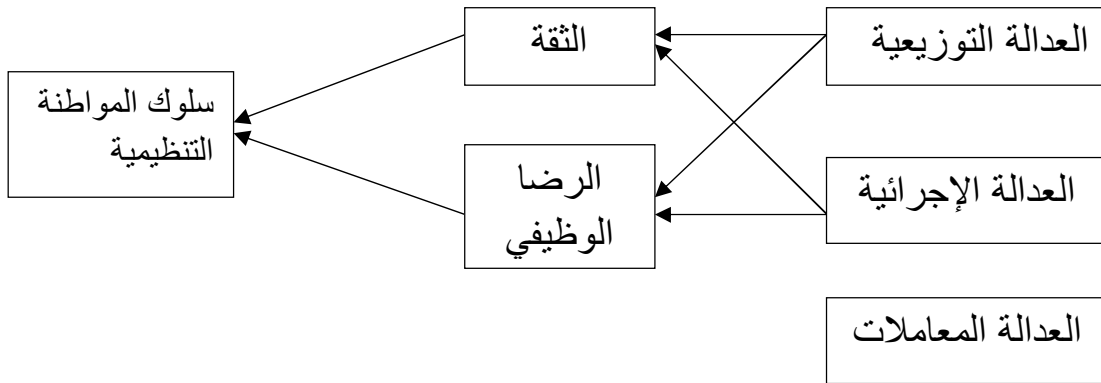 العدالة التوزيعية
الثقة
سلوك المواطنة
التنظيمية
العدالة الإجرائية
الرضا
الوظيفي
العدالة المعاملات